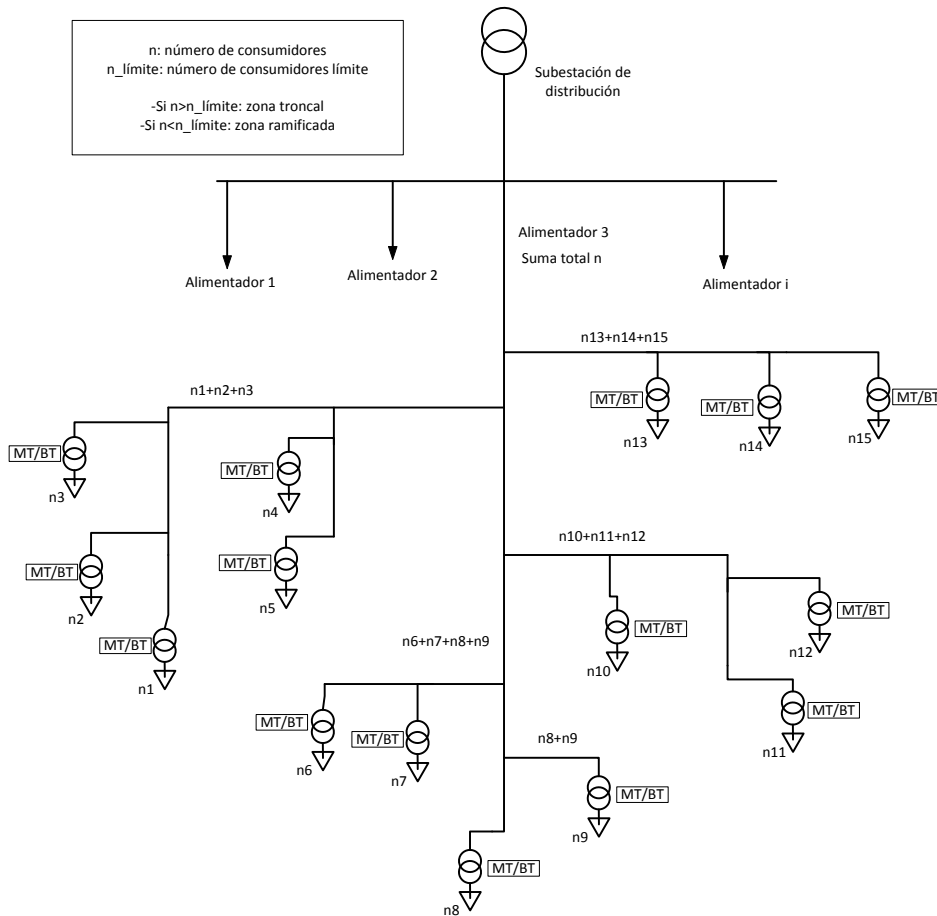 n: número de consumidores
n_límite: número de consumidores límite
-Si n>n_límite: zona troncal
-Si n<n_límite: zona ramificada
Subestación de
distribución
Alimentador 3
Suma total n
Alimentador 1
Alimentador 2
Alimentador i
n13+n14+n15
n1+n2+n3
MT/BT
n13
MT/BT
n14
MT/BT
n15
MT/BT
n3
MT/BT
n4
MT/BT
n2
MT/BT
n5
n10+n11+n12
MT/BT
n1
n6+n7+n8+n9
MT/BT
n10
MT/BT
n12
MT/BT
n11
MT/BT
n6
MT/BT
n7
n8+n9
MT/BT
n9
MT/BT
n8